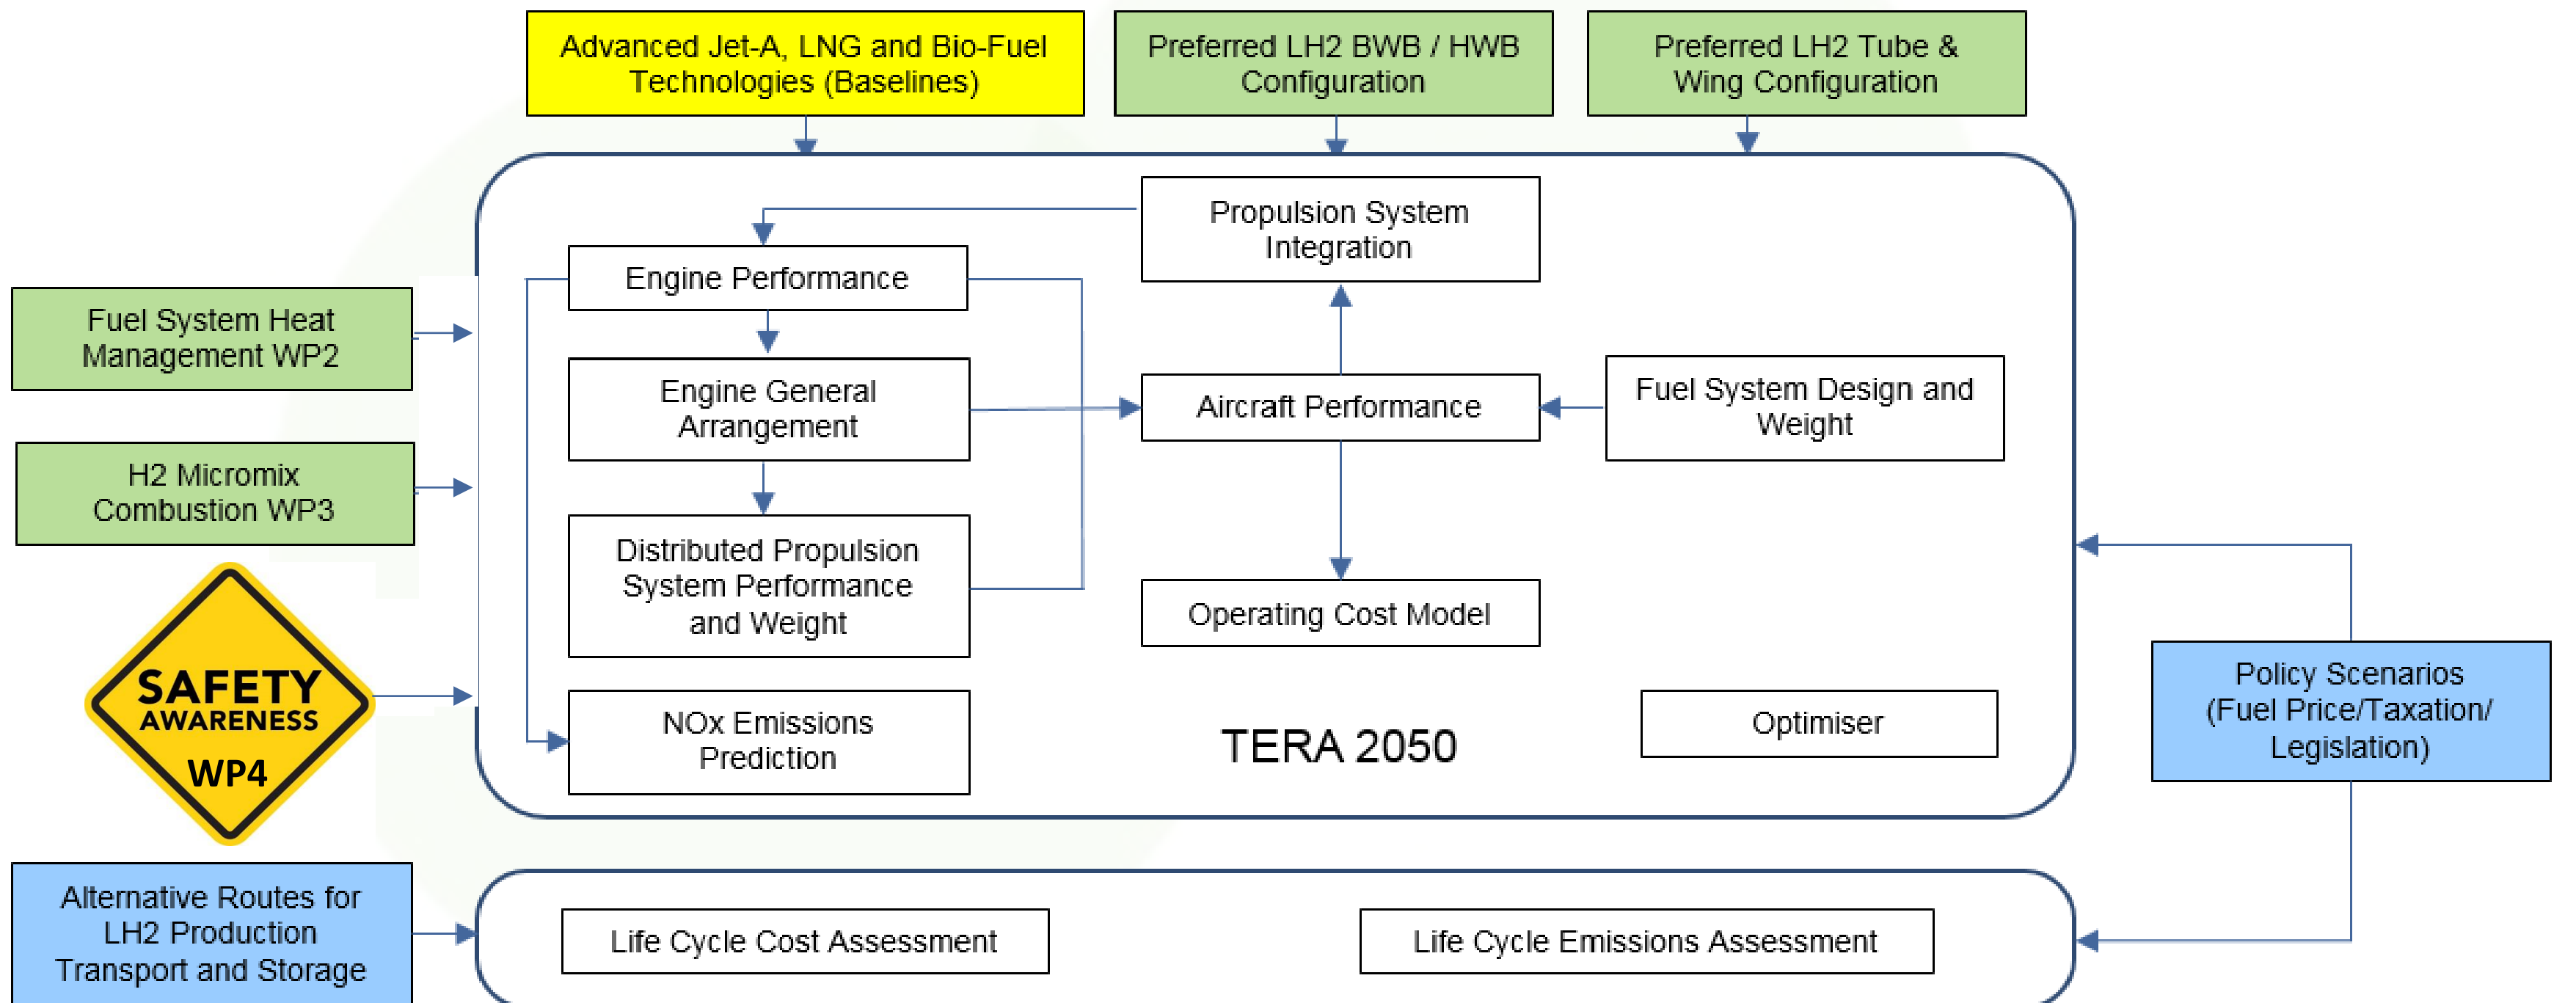 Advanced Jet-A, LNG and Bio-Fuel
Technologies (Baselines)
Preferred LH2 BWB / HWB
Configuration
Preferred LH2 Tube &
Wing Configuration
Propulsion System
Integration
Engine Performance
Fuel System Heat
Management WP2
Engine General
Arrangement
Aircraft Performance
Fuel System Design and
Weight
H2 Micromix
Combustion WP3
Distributed Propulsion
System Performance
and Weight
Operating Cost Model
SAFETY
AWARENESS
WP4
NOx Emissions
Prediction
TERA 2050
Optimiser
Policy Scenarios
(Fuel Price/Taxation/
Legislation)
Alternative Routes for
LH2 Production
Transport and Storage
Life Cycle Cost Assessment
Life Cycle Emissions Assessment